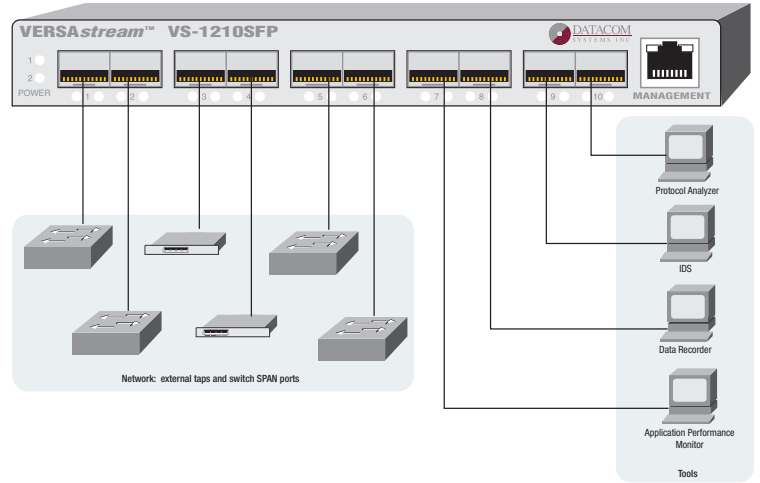 VERSAstream™ VS-1210SFP
DATACOM
SYSTEMS INC
1
2
POWER
1 2 3 4 5 6 7 8 9 10
MANAGEMENT
Protocol Analyzer
IDS
Data Recorder
Application Performance
Monitor
Tools
Network: external taps and switch SPAN ports